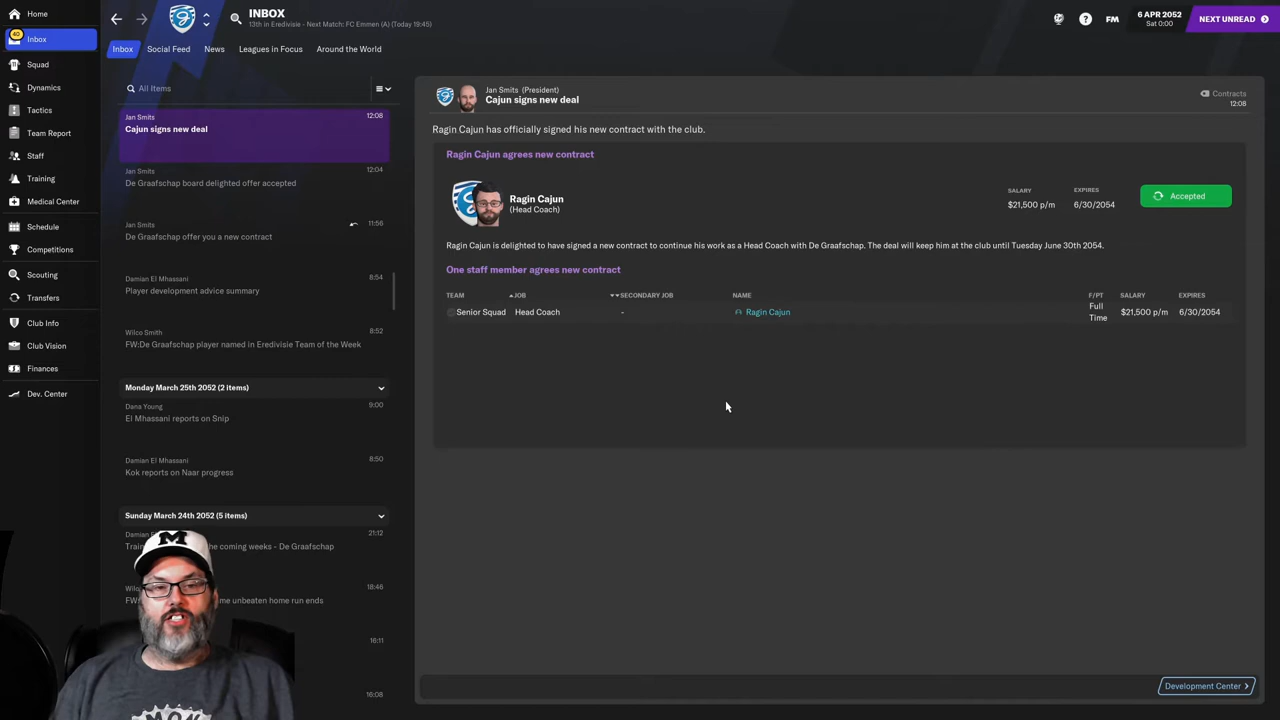 Home
40
Inbox
Squad
Dynamics
Tactics
Team Report
Staff
Training
Medical Center
Schedule
Competitions
Scouting
Transfers
Club Info
Club Vision
Finances
Dev. Center
INBOX
13th in Eredivisie - Next Match: FC Emmen (A) (Today 19:45)
FM
6 APR 2052
Sat 0:00
NEXT UNREAD
Inbox
Social Feed
News
Leagues in Focus
Around the World
All Items
Jan Smits
12:08
Cajun signs new deal
Jan Smits
12:04
De Graafschap board delighted offer accepted
Jan Smits
11:56
De Graafschap offer you a new contract
Damian El Mhassani
8:54
Player development advice summary
Wilco Smith
8:52
FW:De Graafschap player named in Eredivisie Team of the Week
Monday March 25th 2052 (2 items)
Dana Young
9:00
El Mhassani reports on Snip
Damian El Mhassani
8:50
Kok reports on Naar progress
Sunday March 24th 2052 (5 items)
Damian E
21:12
Train he coming weeks - De Graafschap
Wilc
18:46
FW: me unbeaten home run ends
16:11
16:08
Jan Smits (President)
Cajun signs new deal
Contracts
12:08
Ragin Cajun has officially signed his new contract with the club.
Ragin Cajun agrees new contract
Ragin Cajun
(Head Coach)
SALARY
$21,500 p/m
EXPIRES
6/30/2054
Accepted
Ragin Cajun is delighted to have signed a new contract to continue his work as a Head Coach with De Graafschap. The deal will keep him at the club until Tuesday June 30th 2054.
One staff member agrees new contract
TEAM JOB SECONDARY JOB NAME F/PT SALARY EXPIRES
Senior Squad Head Coach - Ragin Cajun Full Time $21,500 p/m 6/30/2054
Development Center
M